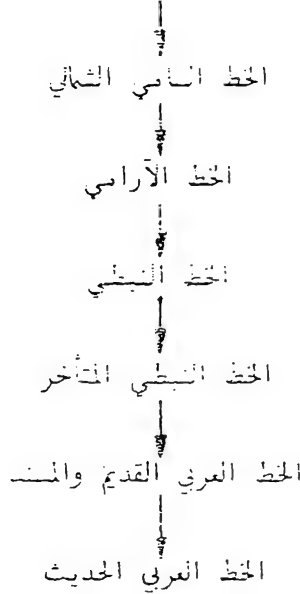 الخط السامي الشمالي
الخط الآرامي
الخط النبطي
الخط النبطي المتأخر
الخط العربي القديم والمسند
الخط العربي الحديث